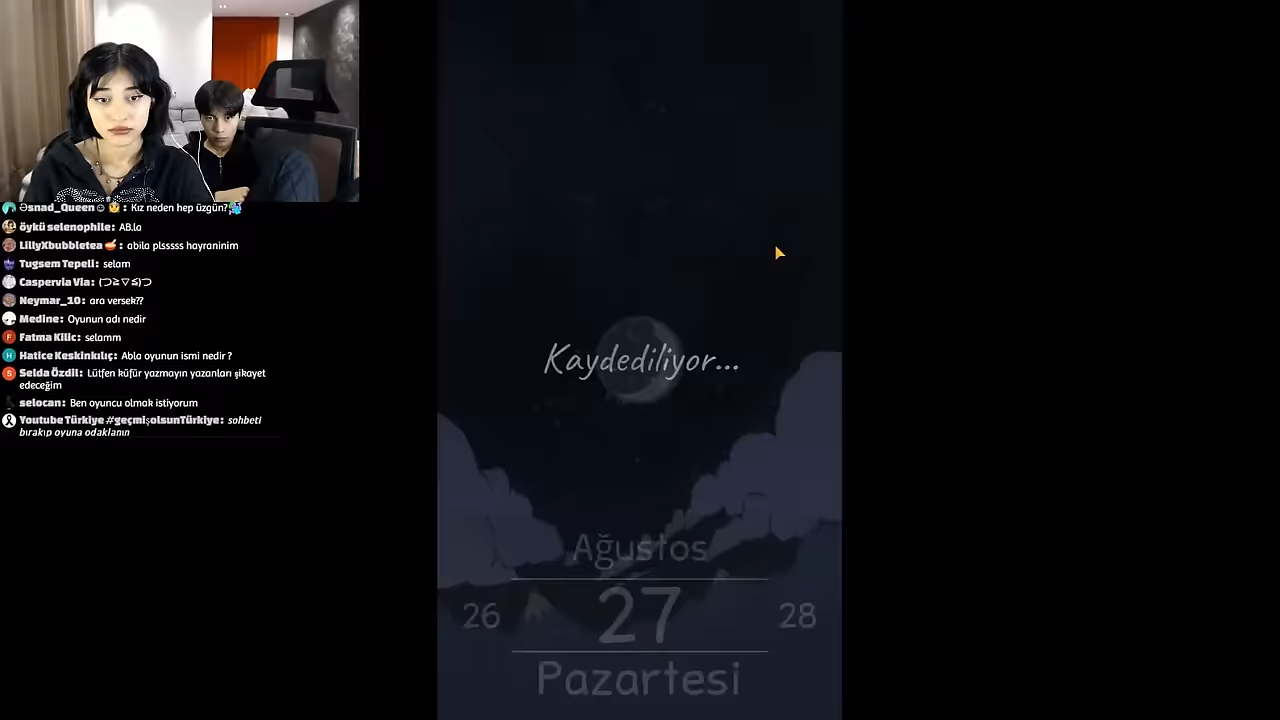 Əsnad_Queen☺👩 : Kız neden hep üzgün?
öykü selenophile: AB.la
LillyXbubbletea🍜 : abila plsssss hayraninim
Tugsem Tepeli: selam
Caspervia Via: (つ≥▽≤)つ
Neymar_10: ara versek??
Medine: Oyunun adı nedir
Fatma Kilic: selamm
Hatice Keskinkılıç: Abla oyunun ismi nedir ?
Selda Özdil: Lütfen küfür yazmayın yazanları şikayet
edeceğim
selocan: Ben oyuncu olmak istiyorum
Youtube Türkiye #geçmişolsunTürkiye: sohbeti
bırakıp oyuna odaklanın
Kaydediliyor...
Ağustos
26 27 28
Pazartesi